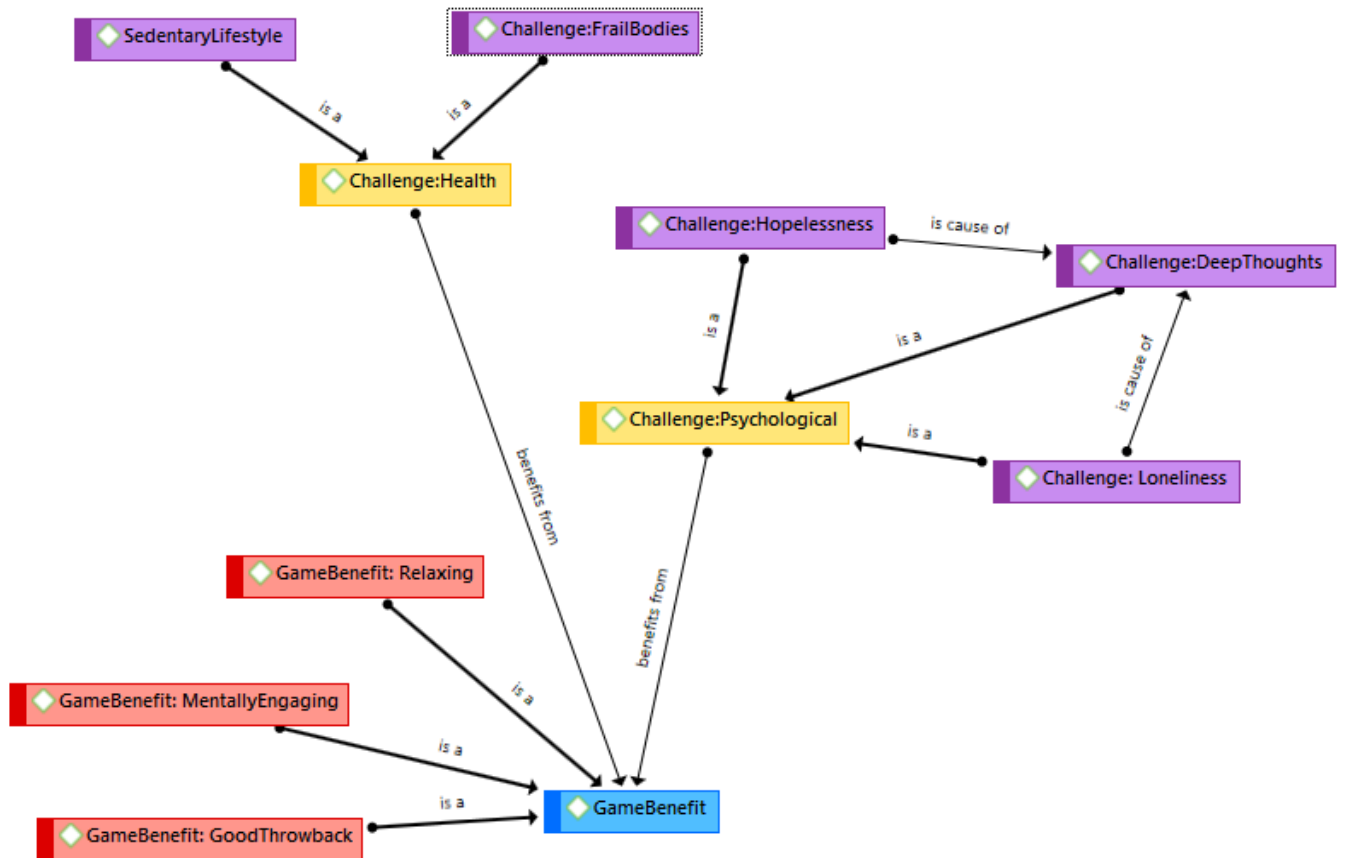 SedentaryLifestyle
Challenge:FrailBodies
is a
is a
Challenge:Health
Challenge:Hopelessness
is cause of
Challenge:DeepThoughts
is a
is a
is cause of
Challenge:Psychological
is a
Challenge: Loneliness
benefits from
benefits from
GameBenefit: Relaxing
is a
GameBenefit: MentallyEngaging
is a
GameBenefit
is a
GameBenefit: GoodThrowback